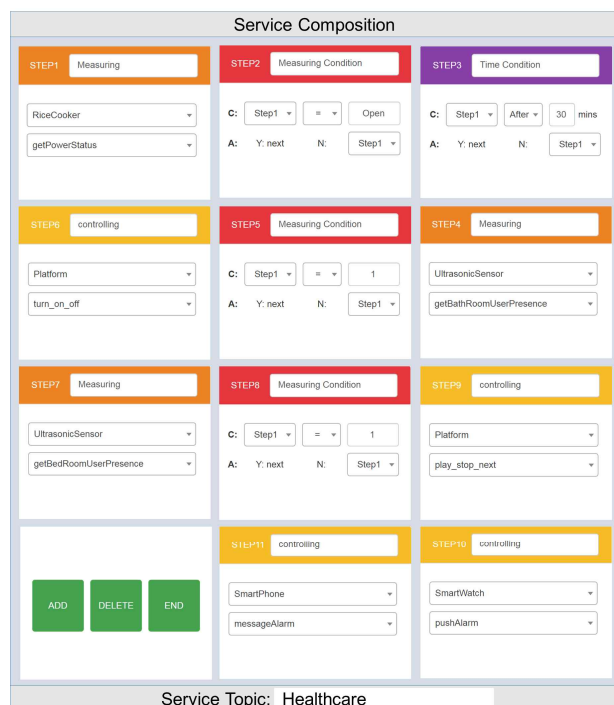 Service Composition
STEP1 Measuring
RiceCooker
getPowerStatus
STEP2 Measuring Condition
C: Step1 = Open
A: Y: next N: Step1
STEP3 Time Condition
C: Step1 After 30 mins
A: Y: next N: Step1
STEP6 controlling
Platform
turn_on_off
STEP5 Measuring Condition
C: Step1 = 1
A: Y: next N: Step1
STEP4 Measuring
UltrasonicSensor
getBathRoomUserPresence
STEP7 Measuring
UltrasonicSensor
getBedRoomUserPresence
STEP8 Measuring Condition
C: Step1 = 1
A: Y: next N: Step1
STEP9 controlling
Platform
play_stop_next
ADD DELETE END
STEP11 controlling
SmartPhone
messageAlarm
STEP10 controlling
SmartWatch
pushAlarm
Service Topic: Healthcare